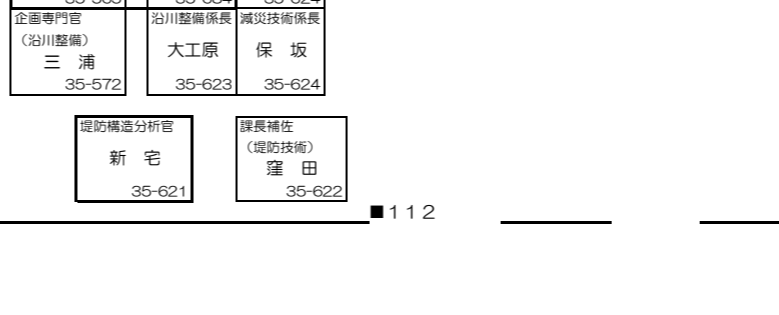 企画専門官
（沿川整備）
三　浦
35-572
沿川整備係長
大工原
35-623
減災技術係長
保　坂
35-624
堤防構造分析官
新　宅
35-621
課長補佐
（堤防技術）
窪　田
35-622
■１１２